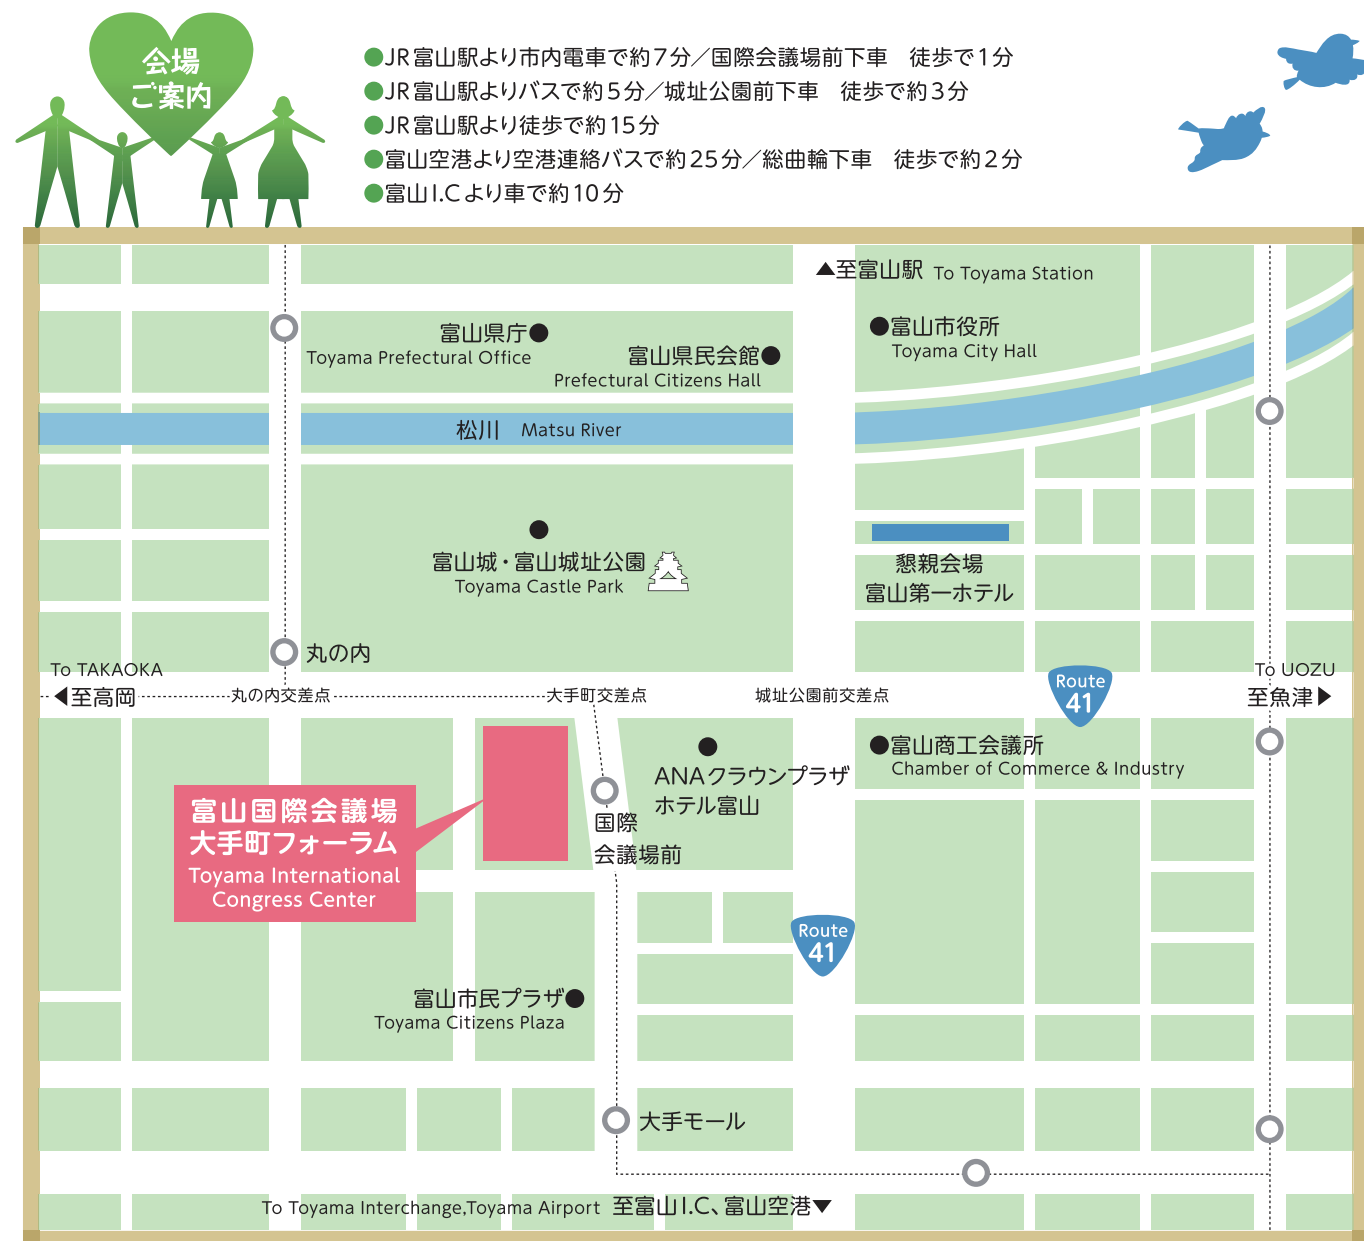 会場
ご案内
●JR富山駅より市内電車で約7分／国際会議場前下車　徒歩で1分
●JR富山駅よりバスで約5分／城址公園前下車　徒歩で約3分
●JR富山駅より徒歩で約15分
●富山空港より空港連絡バスで約25分／総曲輪下車　徒歩で約2分
●富山I.Cより車で約10分
▲至富山駅 To Toyama Station
富山県庁●
Toyama Prefectural Office
富山県民会館●
Prefectural Citizens Hall
●富山市役所
Toyama City Hall
松川 Matsu River
富山城・富山城址公園
Toyama Castle Park
懇親会場
富山第一ホテル
丸の内
To TAKAOKA
◀至高岡
丸の内交差点
大手町交差点
城址公園前交差点
Route
41
To UOZU
至魚津▶
富山国際会議場
大手町フォーラム
Toyama International
Congress Center
国際
会議場前
ANAクラウンプラザ
ホテル富山
●富山商工会議所
Chamber of Commerce & Industry
Route
41
富山市民プラザ●
Toyama Citizens Plaza
大手モール
To Toyama Interchange,Toyama Airport 至富山I.C、富山空港▼